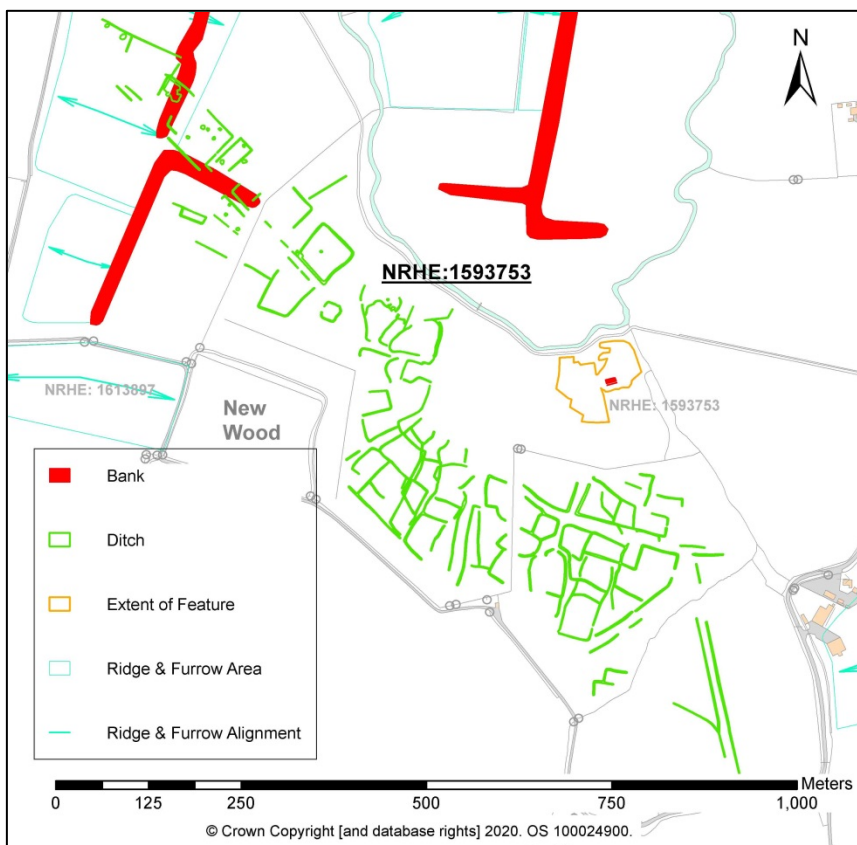 N
NRHE:1593753
NRHE: 1613897
NRHE: 1593753
New
Wood
Bank
Ditch
Extent of Feature
Ridge & Furrow Area
Ridge & Furrow Alignment
Meters
0 125 250 500 750 1,000
© Crown Copyright [and database rights] 2020. OS 100024900.